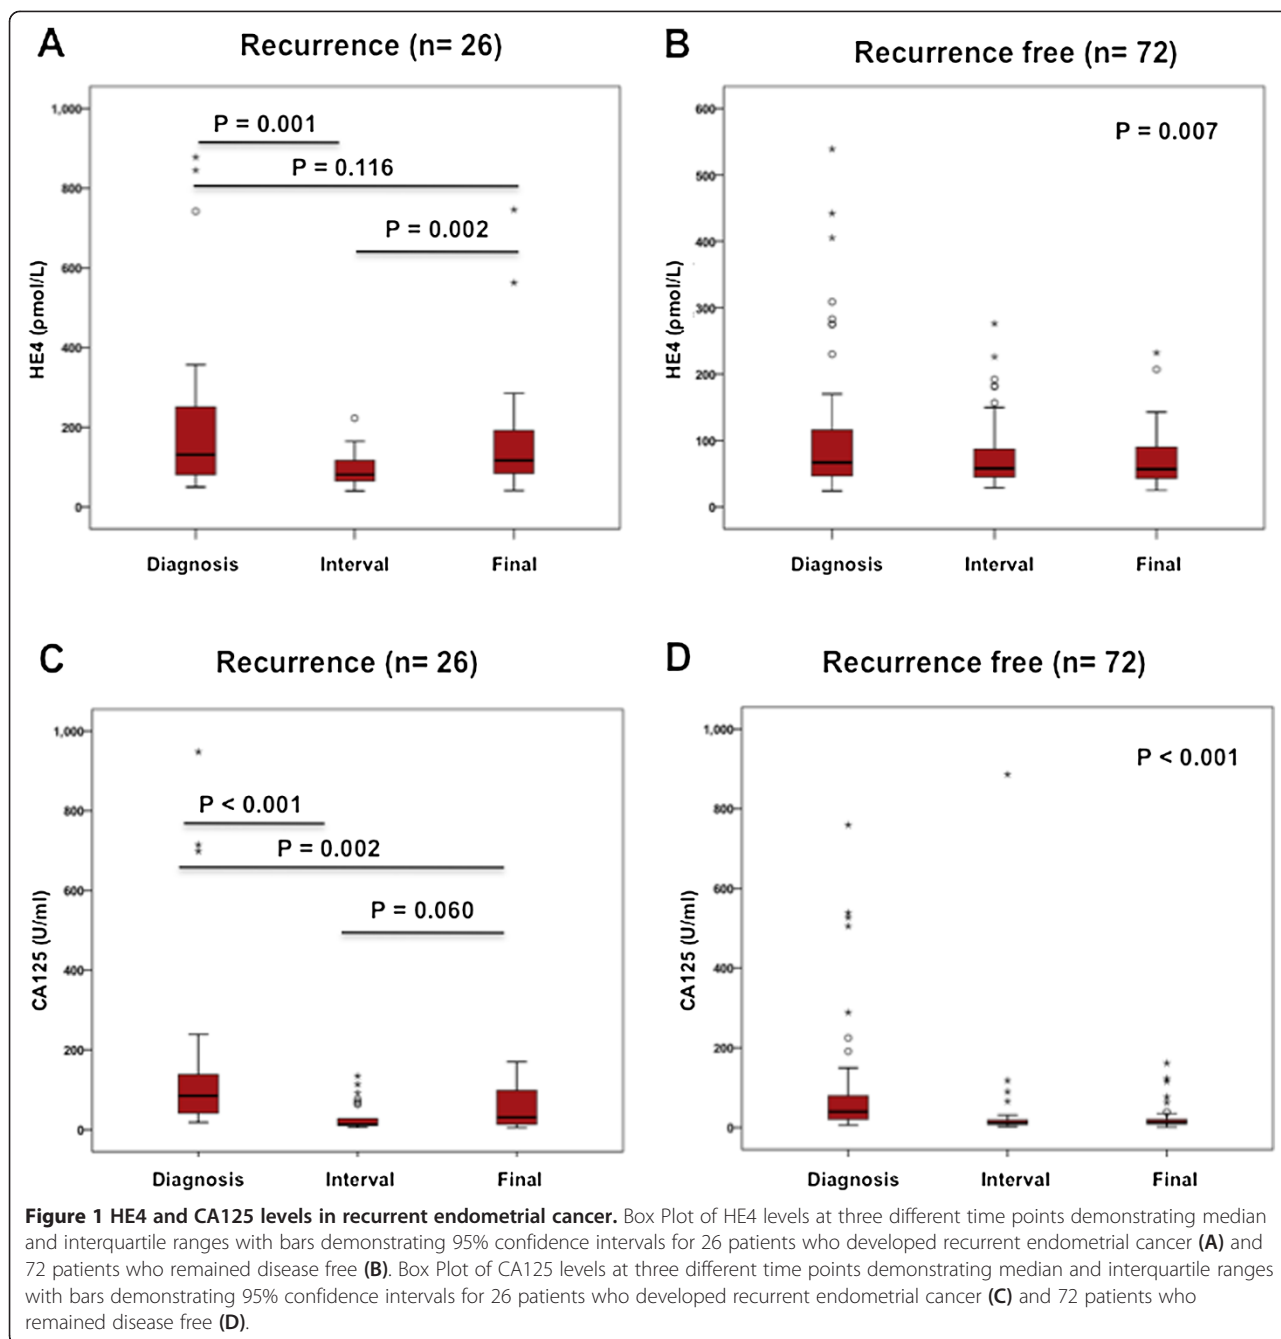 A
Recurrence (n= 26)
1,000
800
600
400
200
0
HE4 (ρmol/L)
P = 0.001
P = 0.116
P = 0.002
Diagnosis
Interval
Final
B
Recurrence free (n= 72)
600
500
400
300
200
100
0
HE4 (ρmol/L)
P = 0.007
Diagnosis
Interval
Final
C
Recurrence (n= 26)
1,000
800
600
400
200
0
CA125 (U/ml)
P < 0.001
P = 0.002
P = 0.060
Diagnosis
Interval
Final
D
Recurrence free (n= 72)
1,000
800
600
400
200
0
CA125 (U/ml)
P < 0.001
Diagnosis
Interval
Final
Figure 1 HE4 and CA125 levels in recurrent endometrial cancer. Box Plot of HE4 levels at three different time points demonstrating median
and interquartile ranges with bars demonstrating 95% confidence intervals for 26 patients who developed recurrent endometrial cancer (A) and
72 patients who remained disease free (B). Box Plot of CA125 levels at three different time points demonstrating median and interquartile ranges
with bars demonstrating 95% confidence intervals for 26 patients who developed recurrent endometrial cancer (C) and 72 patients who
remained disease free (D).